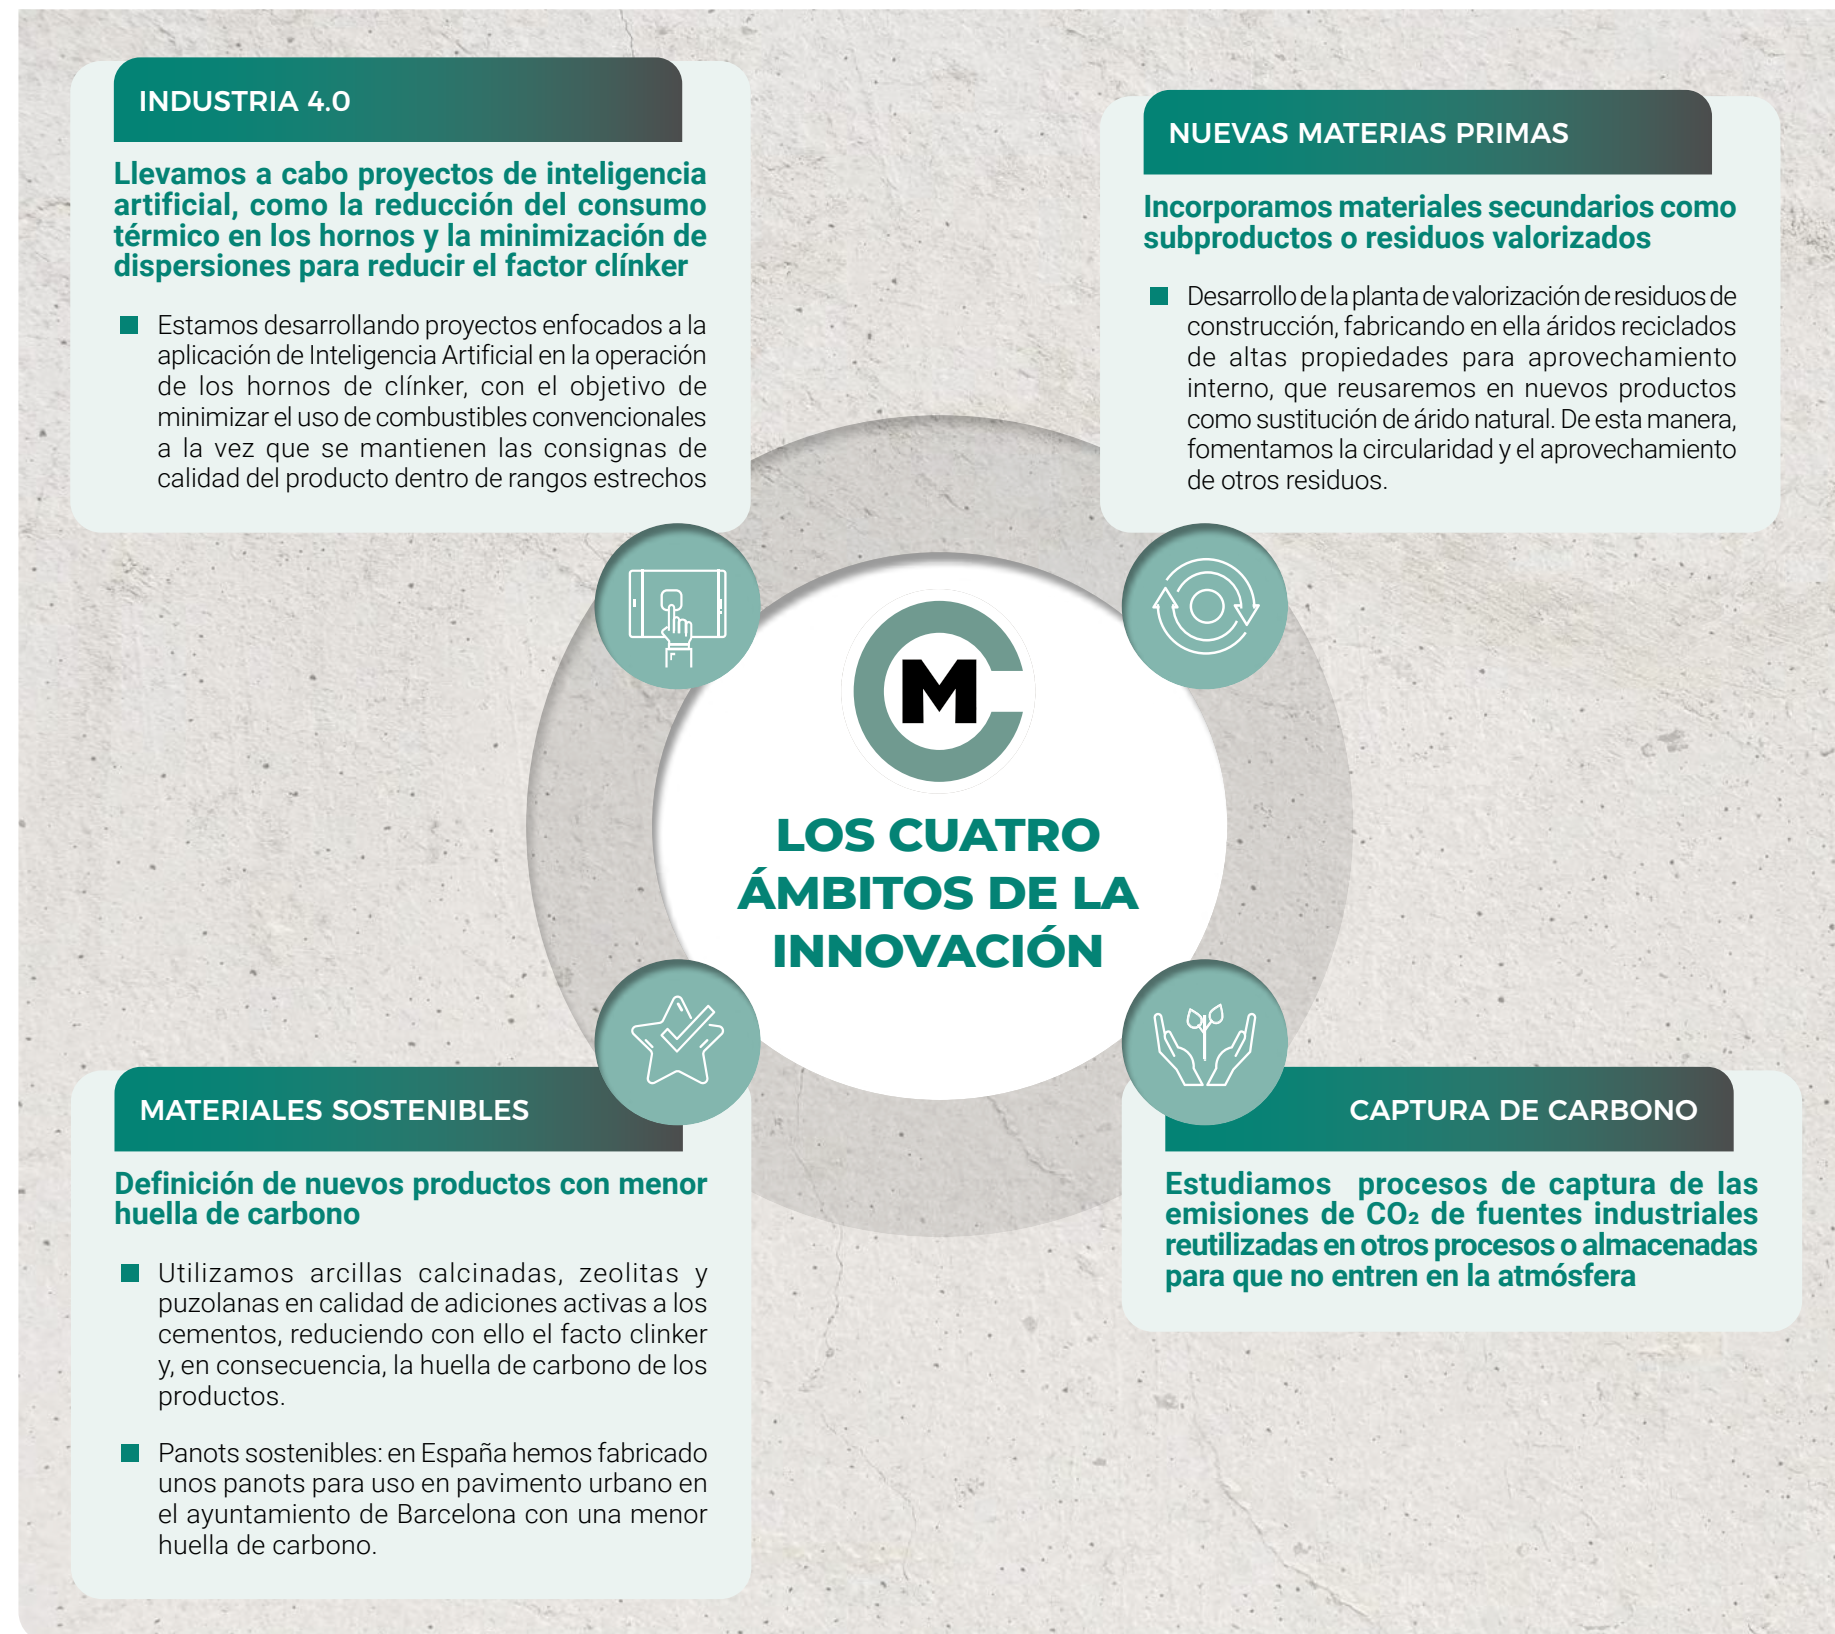 INDUSTRIA 4.0
Llevamos a cabo proyectos de inteligencia
artificial, como la reducción del consumo
térmico en los hornos y la minimización de
dispersiones para reducir el factor clínker
Estamos desarrollando proyectos enfocados a la
aplicación de Inteligencia Artificial en la operación
de los hornos de clínker, con el objetivo de
minimizar el uso de combustibles convencionales
a la vez que se mantienen las consignas de
calidad del producto dentro de rangos estrechos
NUEVAS MATERIAS PRIMAS
Incorporamos materiales secundarios como
subproductos o residuos valorizados
Desarrollo de la planta de valorización de residuos de
construcción, fabricando en ella áridos reciclados
de altas propiedades para aprovechamiento
interno, que reusaremos en nuevos productos
como sustitución de árido natural. De esta manera,
fomentamos la circularidad y el aprovechamiento
de otros residuos.
CM
LOS CUATRO
ÁMBITOS DE LA
INNOVACIÓN
MATERIALES SOSTENIBLES
Definición de nuevos productos con menor
huella de carbono
Utilizamos arcillas calcinadas, zeolitas y
puzolanas en calidad de adiciones activas a los
cementos, reduciendo con ello el facto clinker
y, en consecuencia, la huella de carbono de los
productos.
Panots sostenibles: en España hemos fabricado
unos panots para uso en pavimento urbano en
el ayuntamiento de Barcelona con una menor
huella de carbono.
CAPTURA DE CARBONO
Estudiamos procesos de captura de las
emisiones de CO₂ de fuentes industriales
reutilizadas en otros procesos o almacenadas
para que no entren en la atmósfera